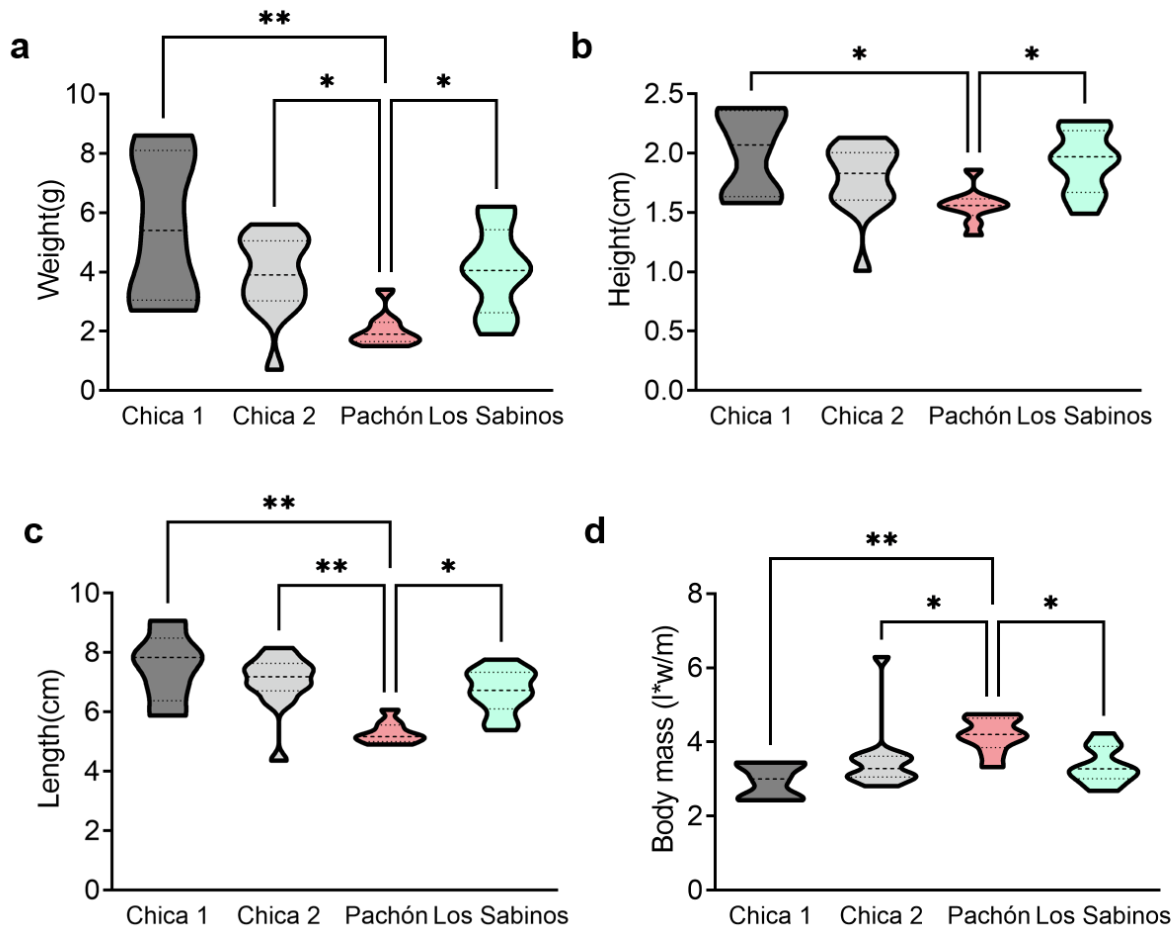 a
**
*
*
Weight(g)
10
8
6
4
2
0
Chica 1 Chica 2 Pachón Los Sabinos
b
*
*
Height(cm)
2.5
2.0
1.5
1.0
0.5
0.0
Chica 1 Chica 2 Pachón Los Sabinos
c
**
**
*
Length(cm)
10
8
6
4
2
0
Chica 1 Chica 2 Pachón Los Sabinos
d
**
*
*
Body mass (l*w/m)
8
6
4
2
0
Chica 1 Chica 2 Pachón Los Sabinos